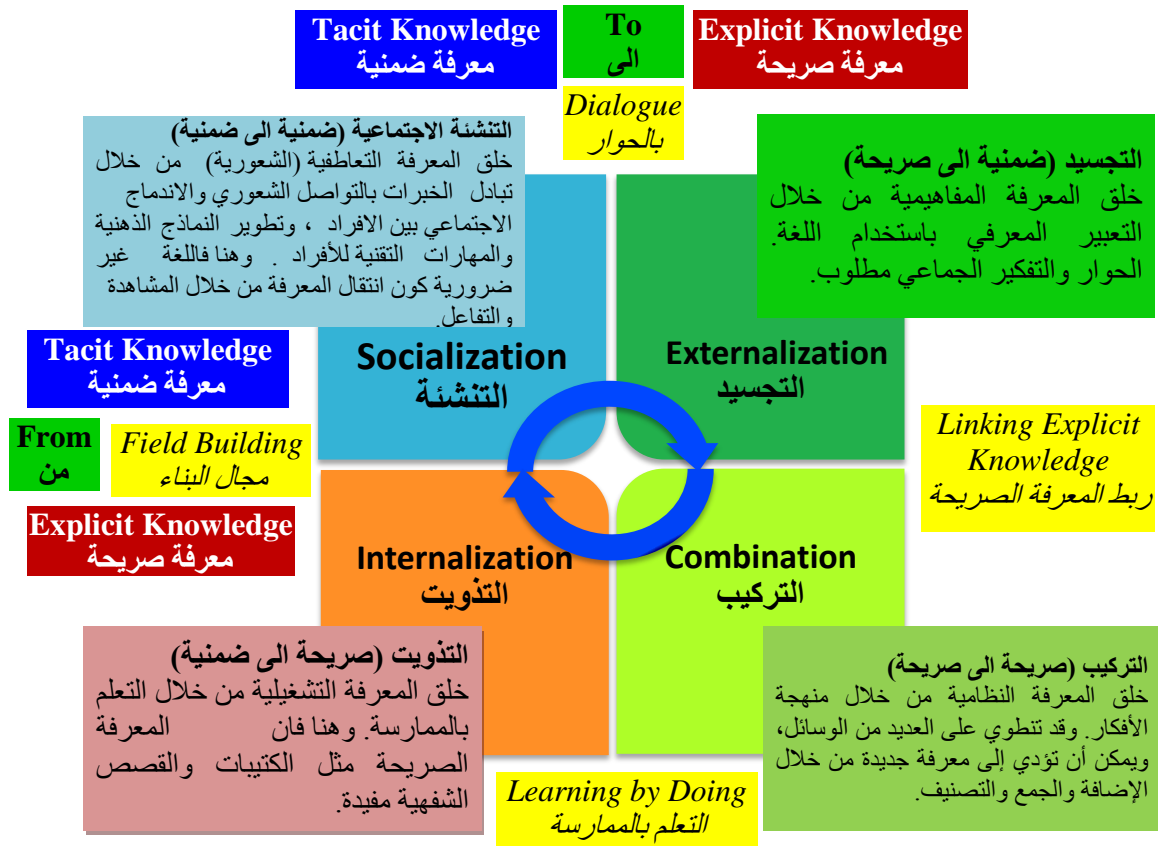 Tacit Knowledge
معرفة ضمنية
To
الى
Explicit Knowledge
معرفة صريحة
Dialogue
بالحوار
التنشئة الاجتماعية (ضمنية الى ضمنية)
خلق المعرفة التعاطفية (الشعورية) من خلال
تبادل الخبرات بالتواصل الشعوري والاندماج
الاجتماعي بين الافراد ، وتطوير النماذج الذهنية
والمهارات التقنية للأفراد . وهنا فاللغة غير
ضرورية كون انتقال المعرفة من خلال المشاهدة
والتفاعل.
التجسيد (ضمنية الى صريحة)
خلق المعرفة المفاهيمية من خلال
التعبير المعرفي باستخدام اللغة.
الحوار والتفكير الجماعي مطلوب.
Tacit Knowledge
معرفة ضمنية
Socialization
التنشئة
Externalization
التجسيد
From
من
Field Building
مجال البناء
Linking Explicit
Knowledge
ربط المعرفة الصريحة
Explicit Knowledge
معرفة صريحة
Internalization
التذويت
Combination
التركيب
التذويت (صريحة الى ضمنية)
خلق المعرفة التشغيلية من خلال التعلم
بالممارسة. وهنا فان المعرفة
الصريحة مثل الكتيبات والقصص
الشفهية مفيدة.
التركيب (صريحة الى صريحة)
خلق المعرفة النظامية من خلال منهجة
الأفكار. وقد تنطوي على العديد من الوسائل،
ويمكن أن تؤدي إلى معرفة جديدة من خلال
الإضافة والجمع والتصنيف.
Learning by Doing
التعلم بالممارسة